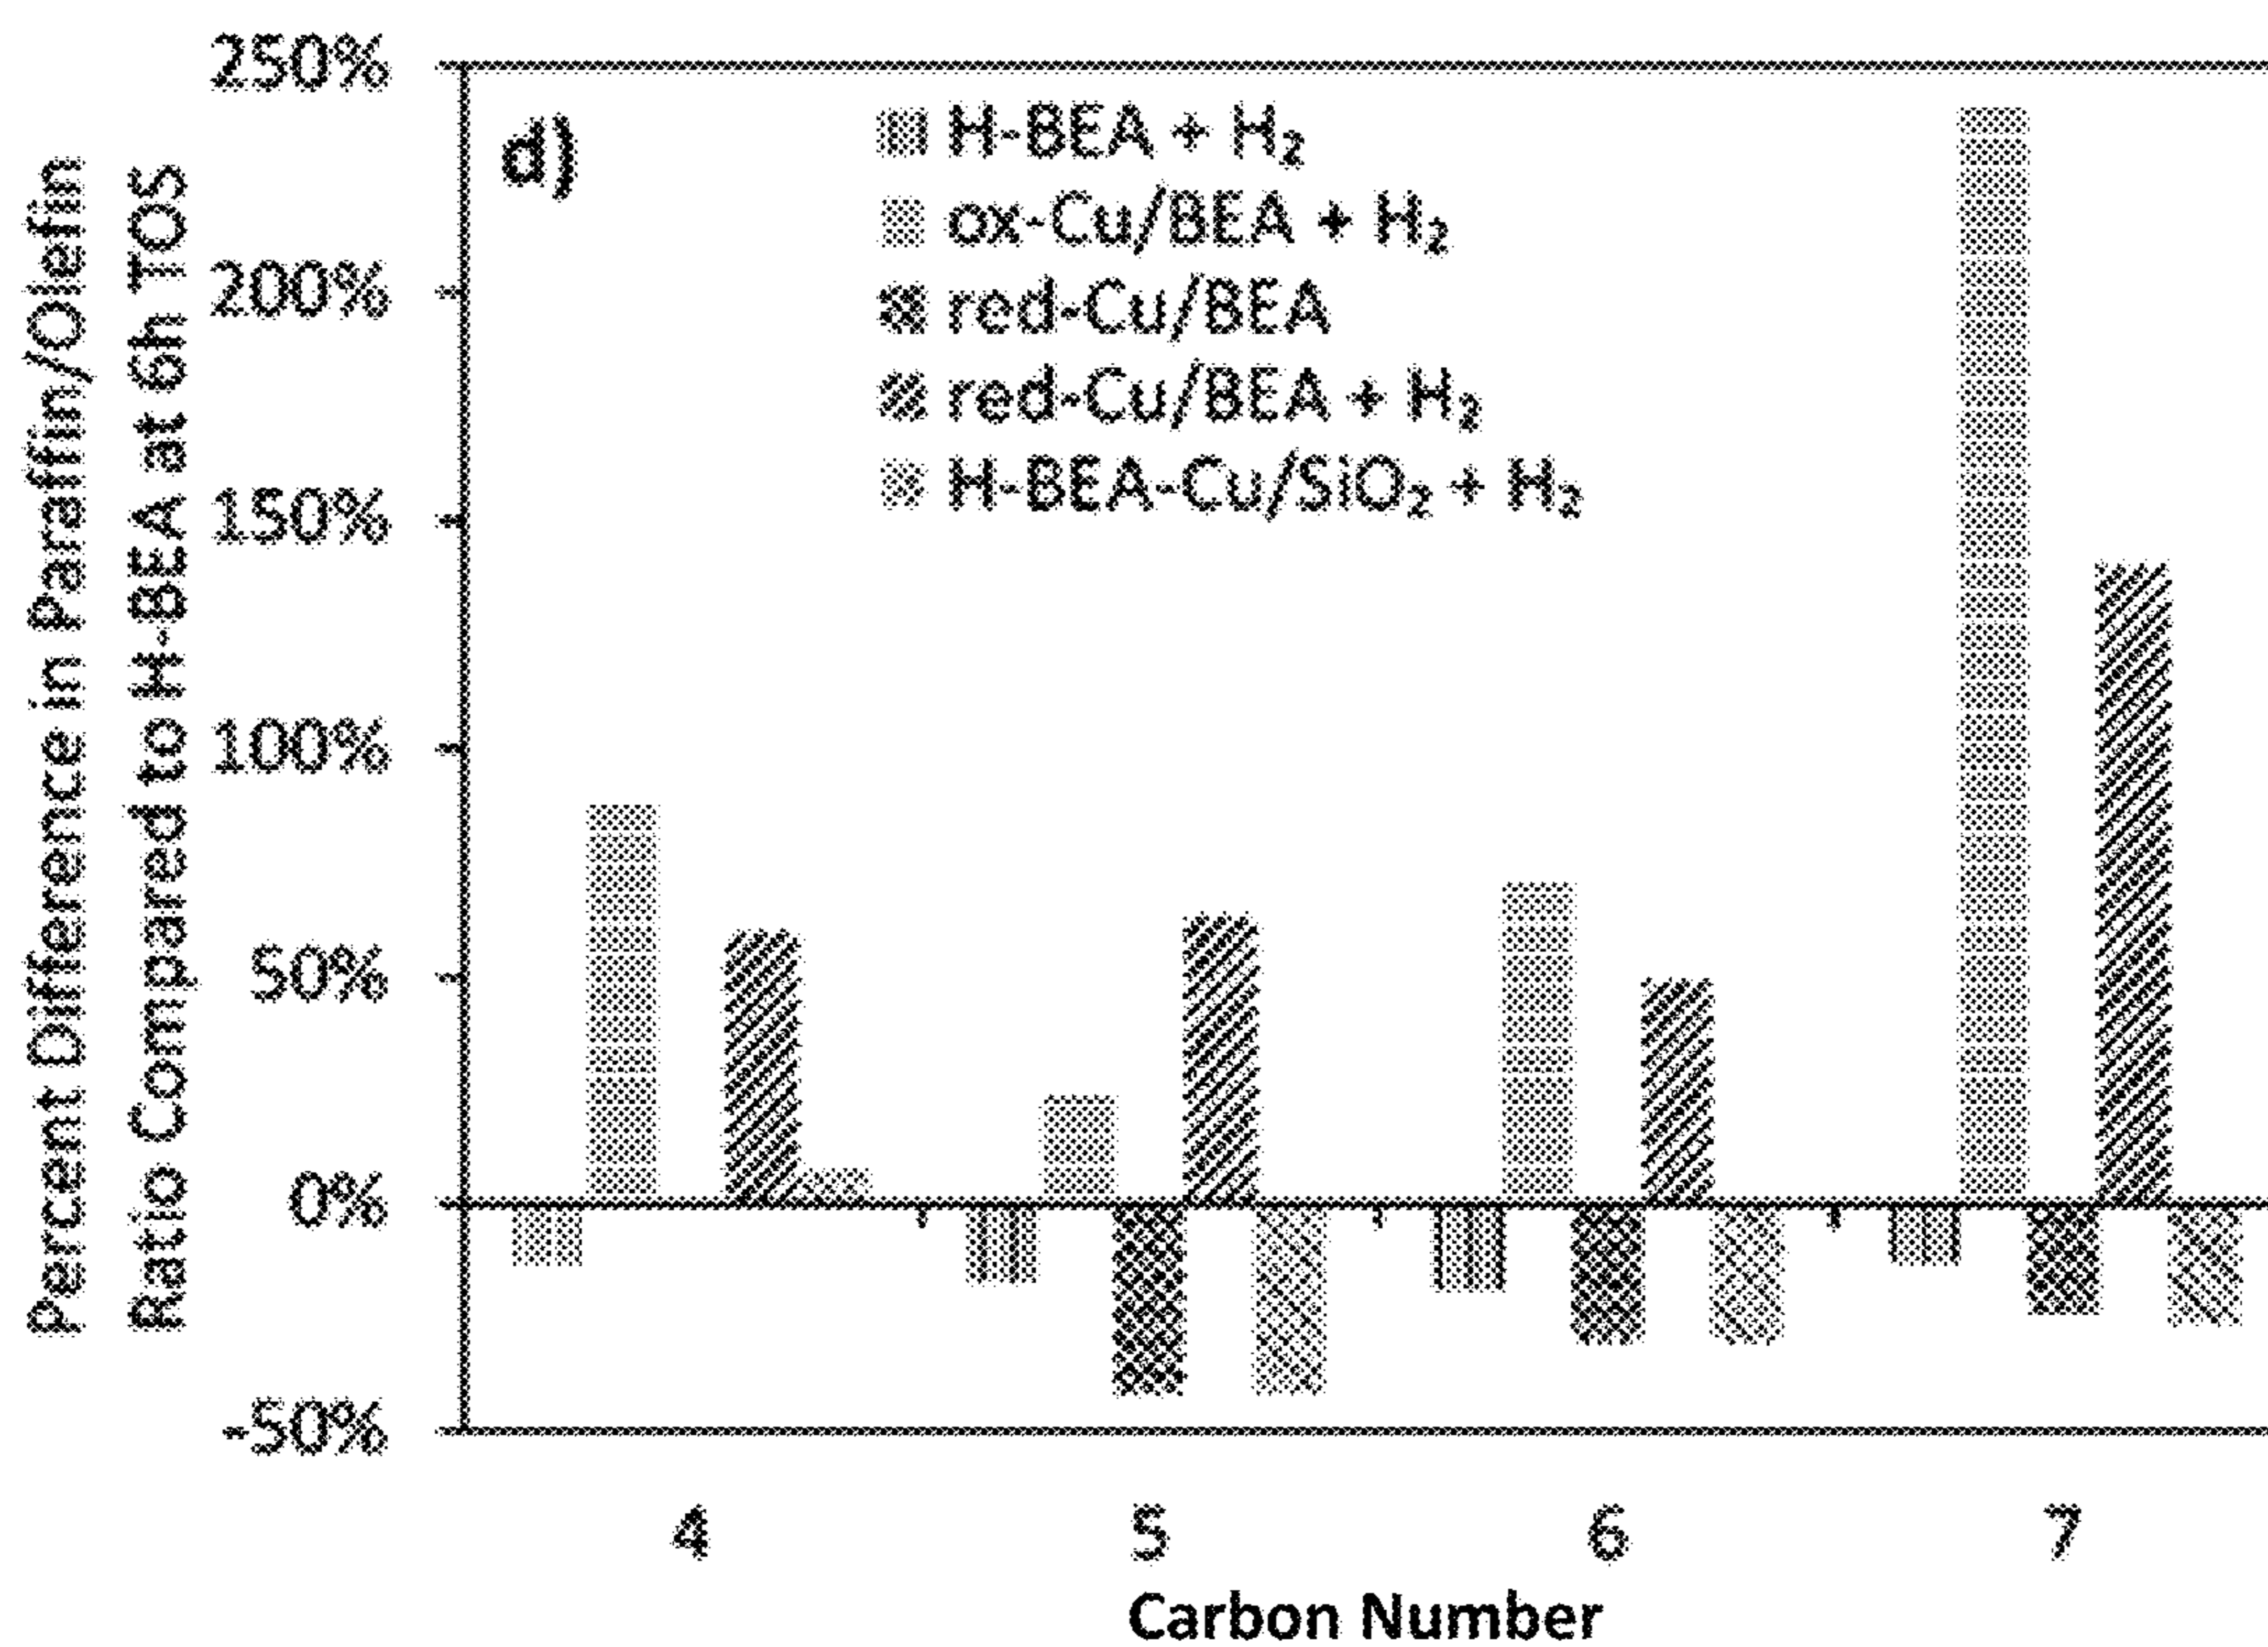 Percent Difference in Paraffin/Olefin
Ratio Compared to H-BEA at 6h TOS
250%
200%
150%
100%
50%
0%
-50%
d)
H-BEA + H₂
ox-Cu/BEA + H₂
red-Cu/BEA
red-Cu/BEA + H₂
H-BEA-Cu/SiO₂ + H₂
4
5
6
7
Carbon Number